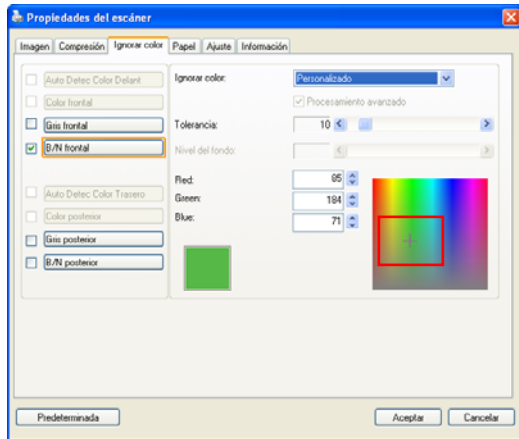 Propiedades del escáner
Imagen Compresión Ignorar color Papel Ajuste Información
Auto Detec Color Delant
Color frontal
Gris frontal
B/N frontal
Auto Detec Color Trasero
Color posterior
Gris posterior
B/N posterior
Ignorar color: Personalizado
Procesamiento avanzado
Tolerancia: 10
Nivel del fondo:
Red: 85
Green: 184
Blue: 71
Predeterminada Aceptar Cancelar